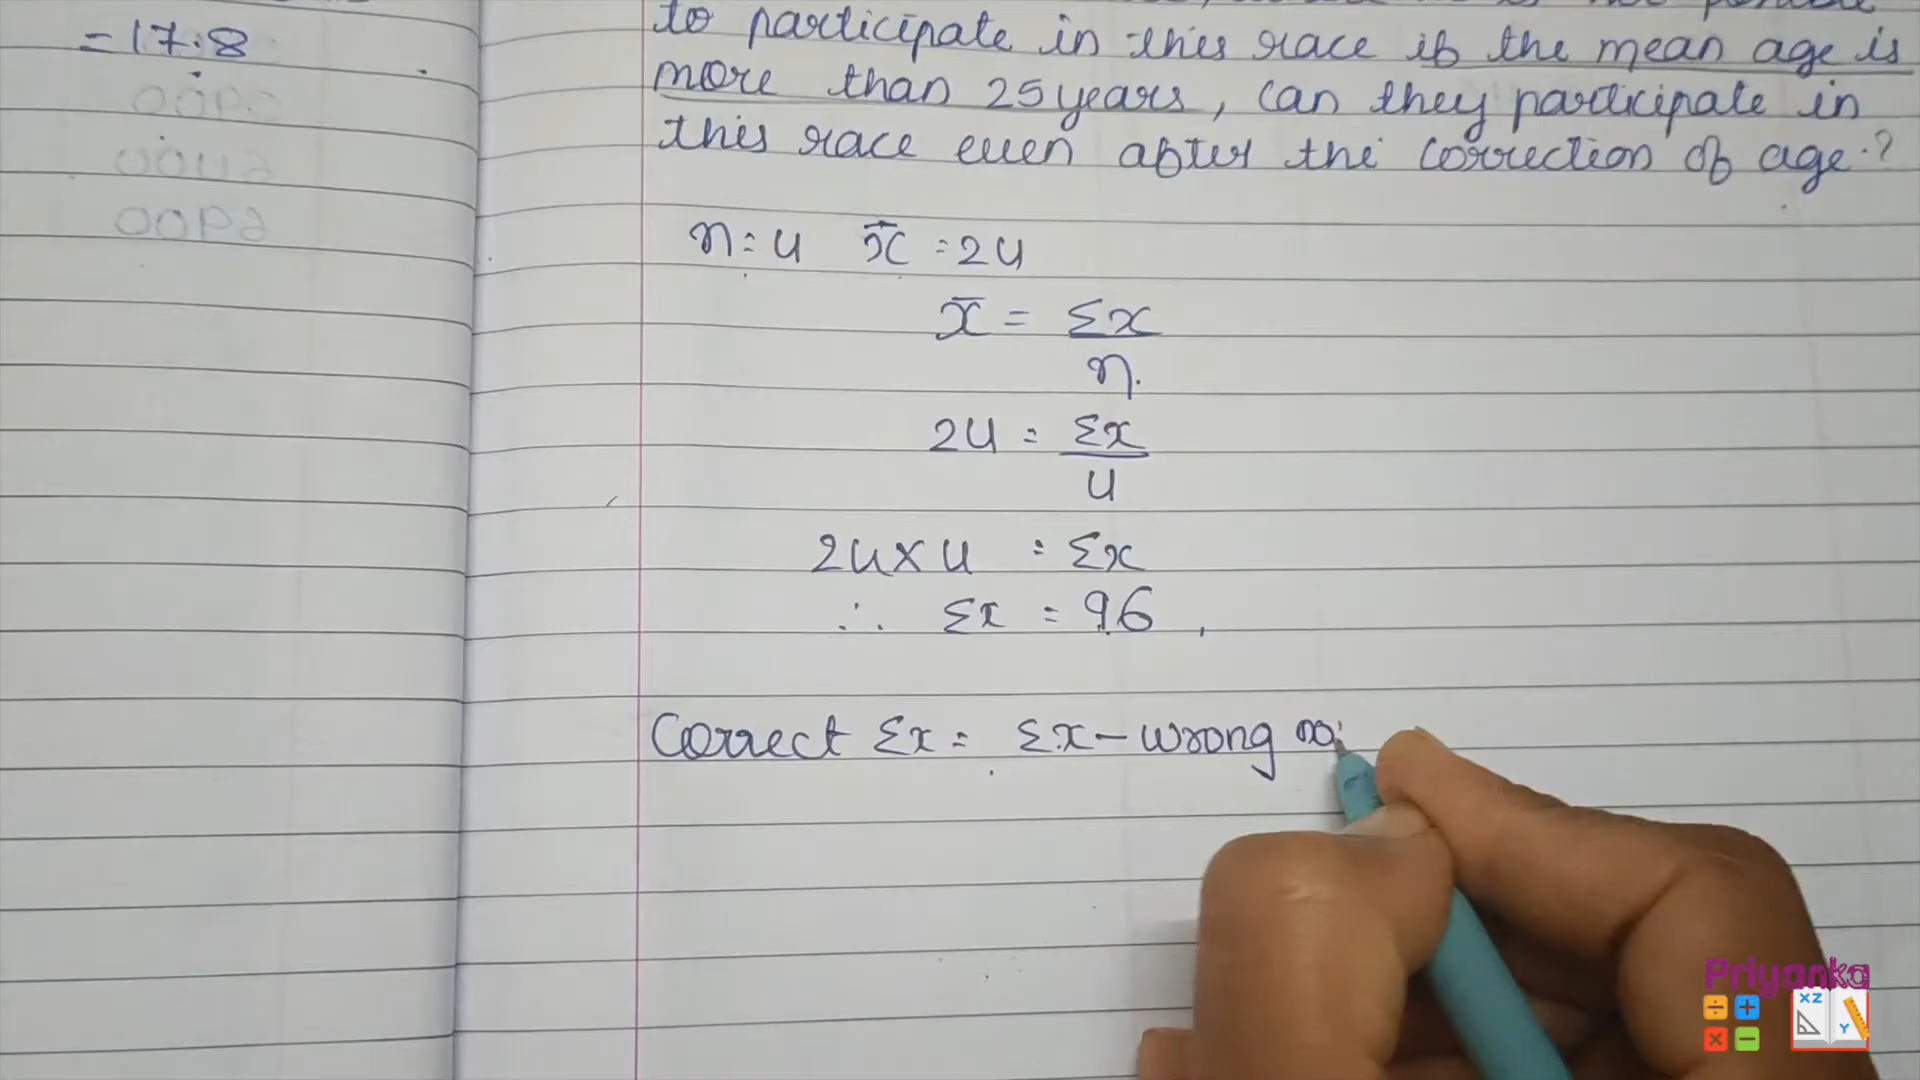 = 17.8
to participate in this race if the mean age is
more than 25 years, can they participate in
this race even after the correction of age.?
n = 4 x̄ = 24
x̄ = Σx
n.
24 = Σx
4
24 x 4 = Σx
∴ Σx = 96
Correct Σx = Σx - wrong
Priyanka
XZ
Y